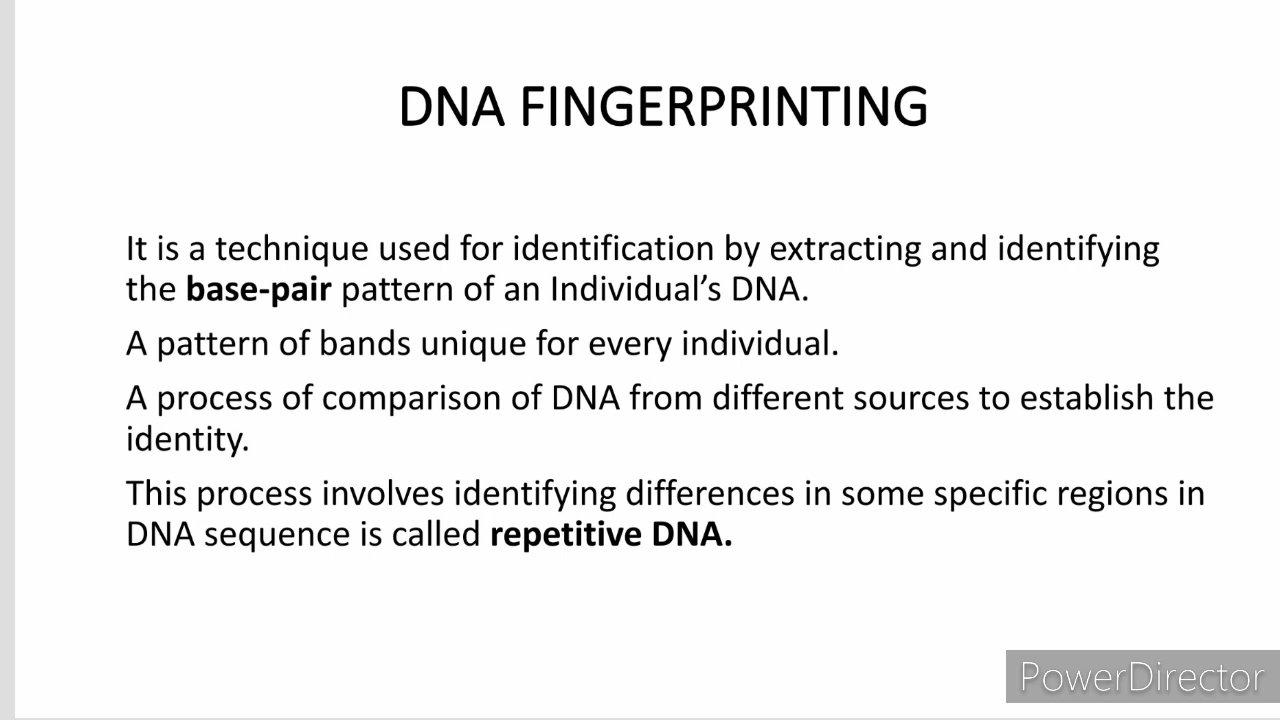 DNA FINGERPRINTING
It is a technique used for identification by extracting and identifying
the base-pair pattern of an Individual’s DNA.
A pattern of bands unique for every individual.
A process of comparison of DNA from different sources to establish the
identity.
This process involves identifying differences in some specific regions in
DNA sequence is called repetitive DNA.
PowerDirector